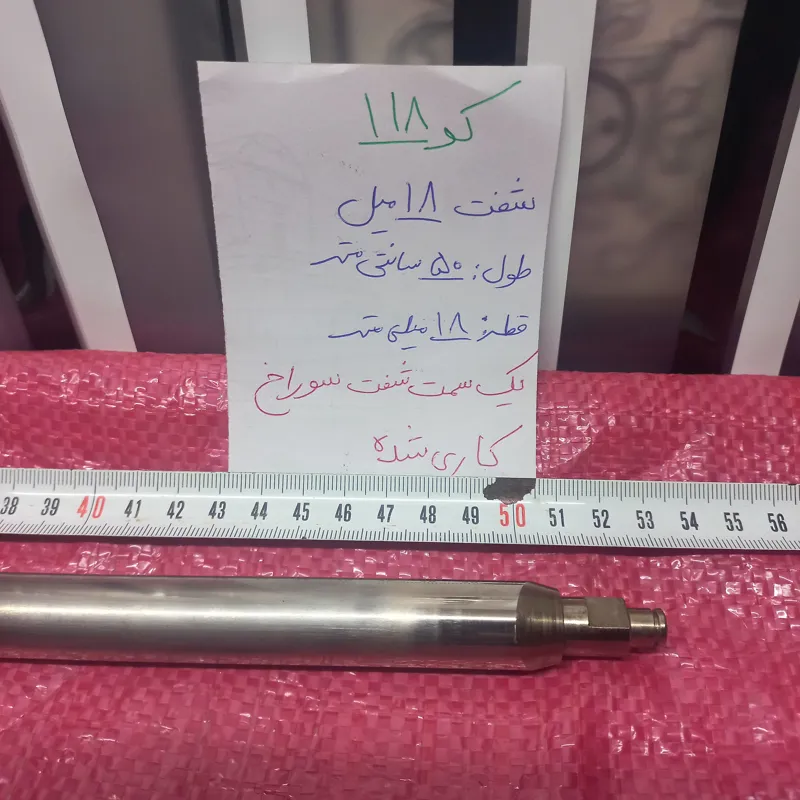 کو ۱۱۸
شفت ۱۸ میل
طول: ۵۰ سانتی متر
قطر: ۱۸ میلی متر
یک سمت شفت سوراخ
کاری شده
38 39 40 41 42 43 44 45 46 47 48 49 50 51 52 53 54 55 56